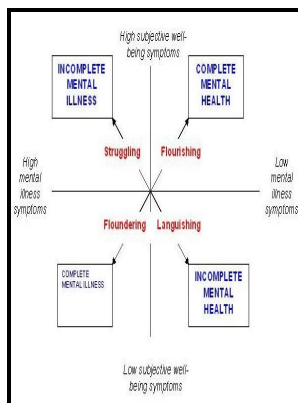 High subjective well-
being symptoms
INCOMPLETE
MENTAL
ILLNESS
COMPLETE
MENTAL
HEALTH
Struggling
Flourishing
High
mental
illness
symptoms
Low
mental
illness
symptoms
Floundering
Languishing
COMPLETE
MENTAL ILLNESS
INCOMPLETE
MENTAL
HEALTH
Low subjective well-
being symptoms